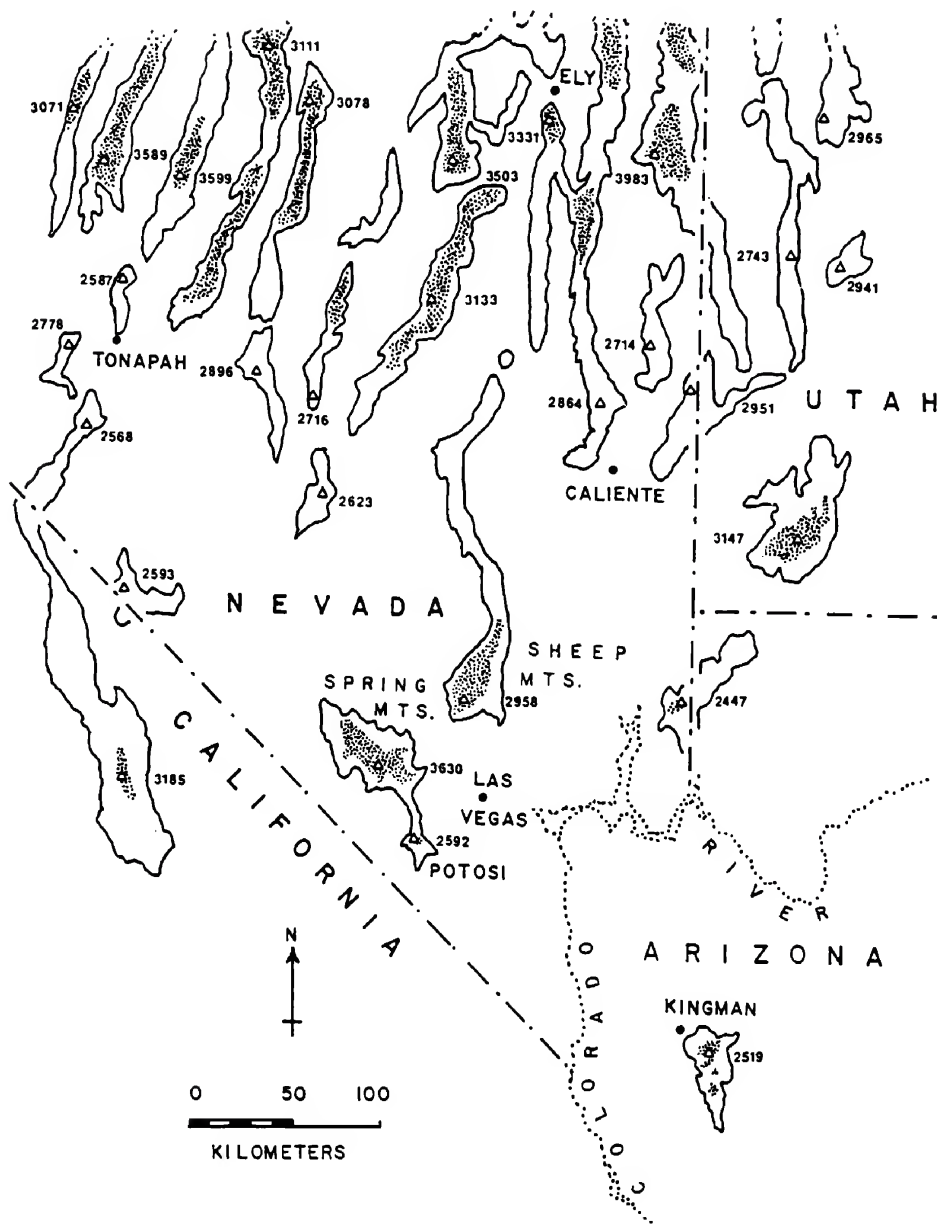 3111
ELY
3071
3078
3331
2965
3589
3599
3503
3983
2587
2743
2941
3133
2778
TONAPAH
2896
2714
2716
2864
2951
UTAH
2568
CALIENTE
2623
3147
2593
NEVADA
SHEEP
MTS.
SPRING
MTS.
2958
2447
CALIFORNIA
3185
3630
LAS
VEGAS
2592
POTOSI
RIVER
N
ARIZONA
COLORADO
KINGMAN
2519
0 50 100
KILOMETERS